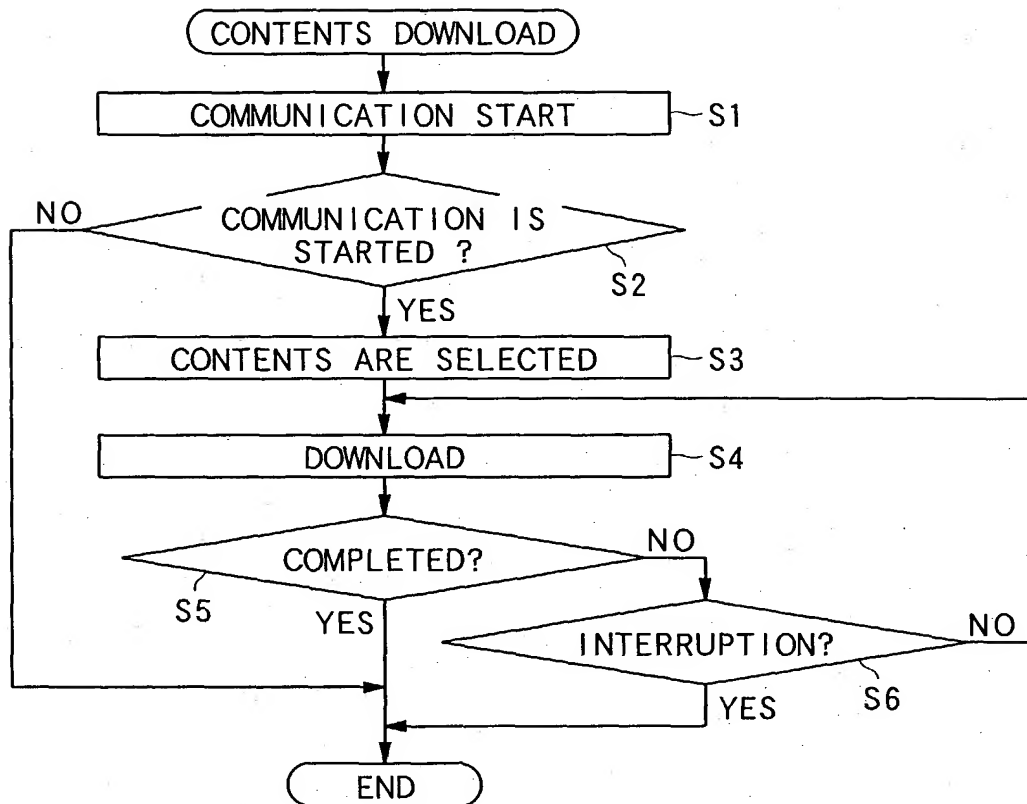 CONTENTS DOWNLOAD
COMMUNICATION START
S1
NO
COMMUNICATION IS
STARTED ?
S2
YES
CONTENTS ARE SELECTED
S3
DOWNLOAD
S4
COMPLETED?
NO
S5
YES
INTERRUPTION?
NO
S6
YES
END